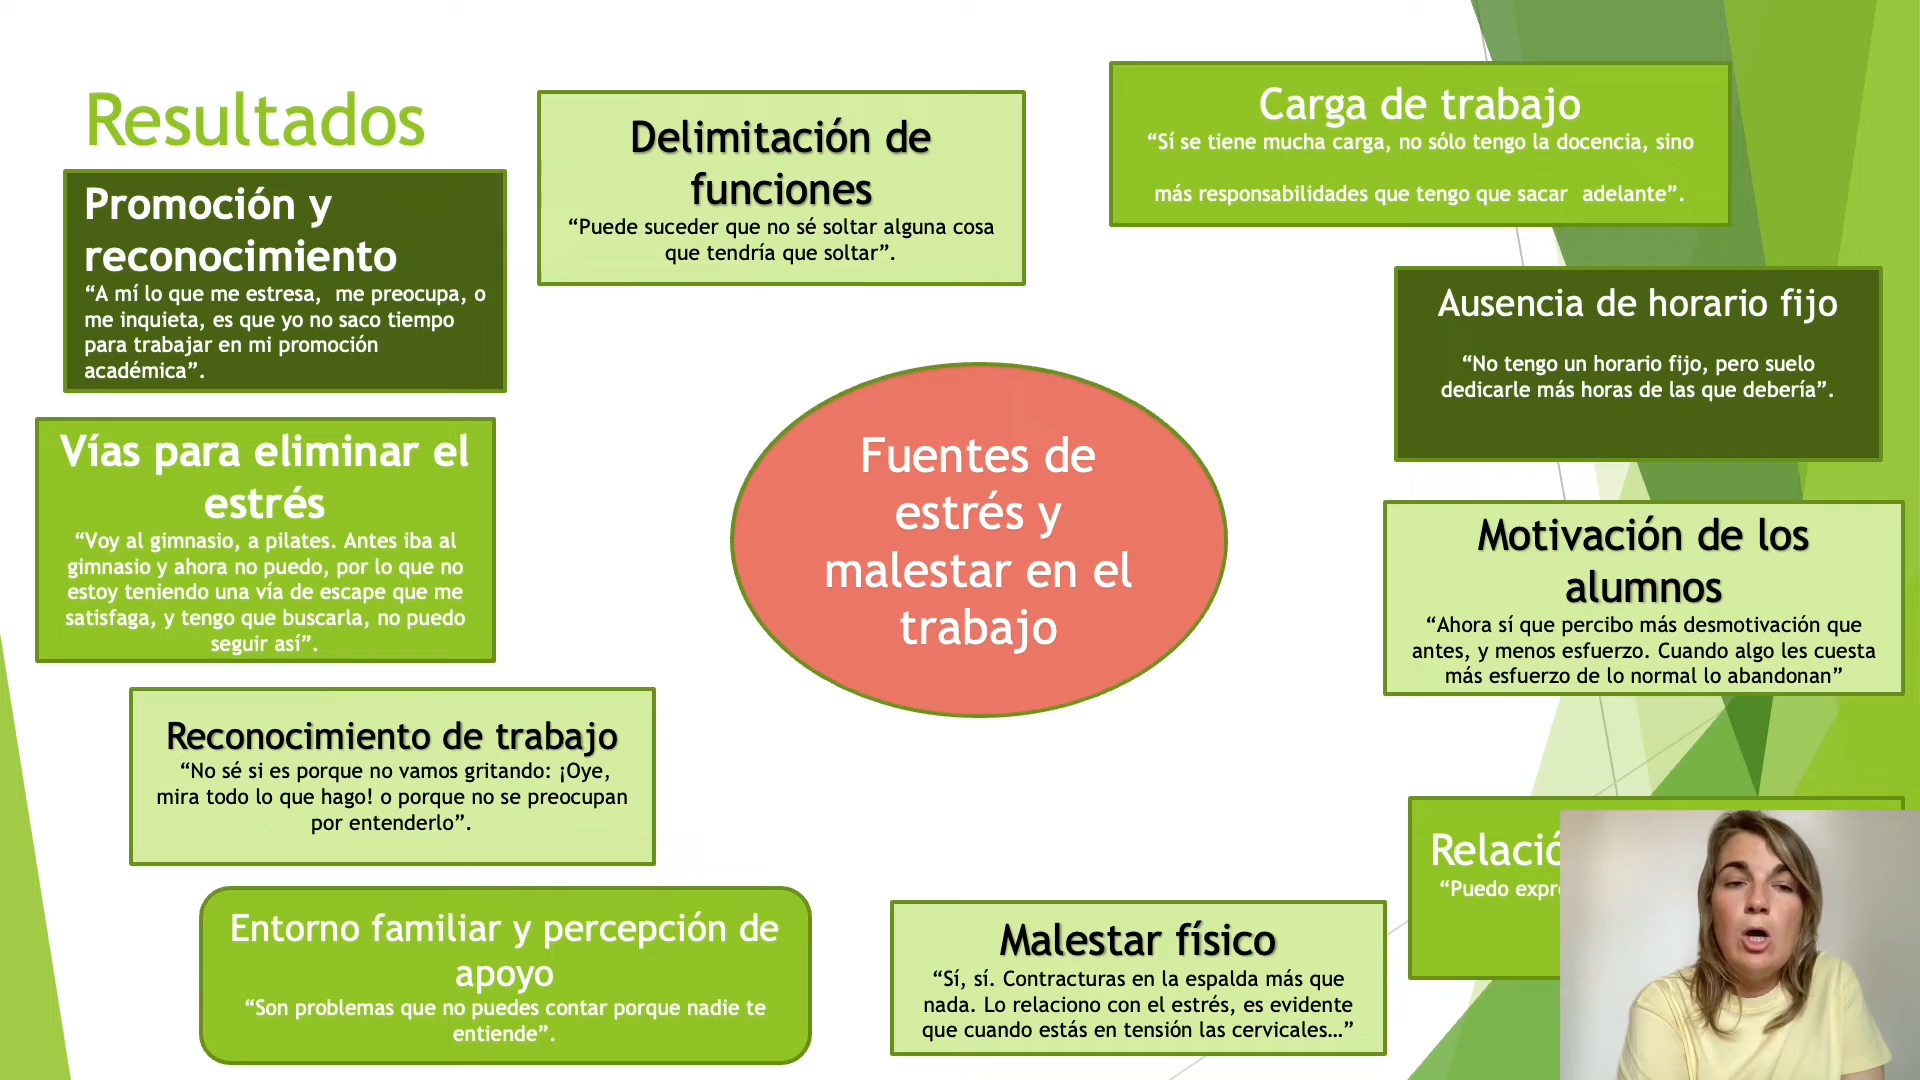 Resultados
Promoción y
reconocimiento
“A mí lo que me estresa,  me preocupa, o
me inquieta, es que yo no saco tiempo
para trabajar en mi promoción
académica”.
Delimitación de
funciones
“Puede suceder que no sé soltar alguna cosa
que tendría que soltar”.
Carga de trabajo
“Sí se tiene mucha carga, no sólo tengo la docencia, sino
más responsabilidades que tengo que sacar  adelante”.
Ausencia de horario fijo
“No tengo un horario fijo, pero suelo
dedicarle más horas de las que debería”.
Vías para eliminar el
estrés
“Voy al gimnasio, a pilates. Antes iba al
gimnasio y ahora no puedo, por lo que no
estoy teniendo una vía de escape que me
satisfaga, y tengo que buscarla, no puedo
seguir así”.
Fuentes de
estrés y
malestar en el
trabajo
Motivación de los
alumnos
“Ahora sí que percibo más desmotivación que
antes, y menos esfuerzo. Cuando algo les cuesta
más esfuerzo de lo normal lo abandonan”
Reconocimiento de trabajo
“No sé si es porque no vamos gritando: ¡Oye,
mira todo lo que hago! o porque no se preocupan
por entenderlo”.
Entorno familiar y percepción de
apoyo
“Son problemas que no puedes contar porque nadie te
entiende”.
Malestar físico
“Sí, sí. Contracturas en la espalda más que
nada. Lo relaciono con el estrés, es evidente
que cuando estás en tensión las cervicales…”
“Puedo